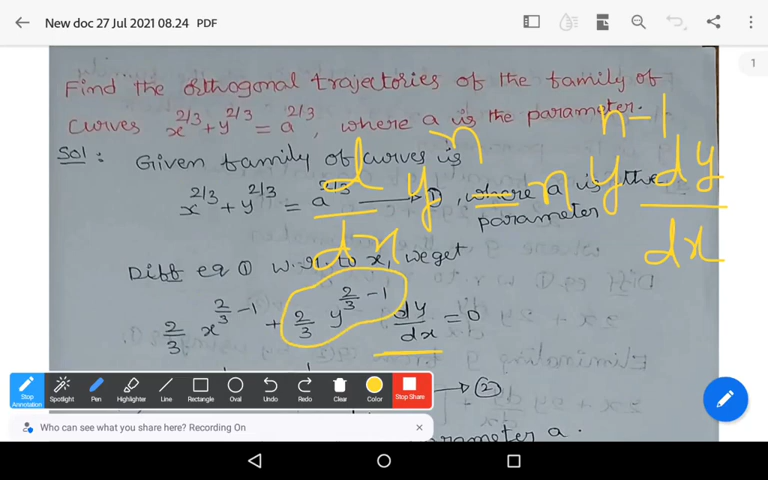 New doc 27 Jul 2021 08.24 PDF
1
Find the orthogonal trajectories of the family of
curves x^{2/3} + y^{2/3} = a^{2/3}, where a is the parameter.
Sol : Given family of curves is
x^{2/3} + y^{2/3} = a^{2/3} → ①, where a is the
parameter
d/dx y^n n y^{n-1} dy/dx
Diff eq ① w.r. to x, we get
2/3 x^{2/3 - 1} + 2/3 y^{2/3 - 1} dy/dx = 0
→ ②
parameter a.
Stop Annotation Spotlight Pen Highlighter Line Rectangle Oval Undo Redo Clear Color Stop Share
Who can see what you share here? Recording On